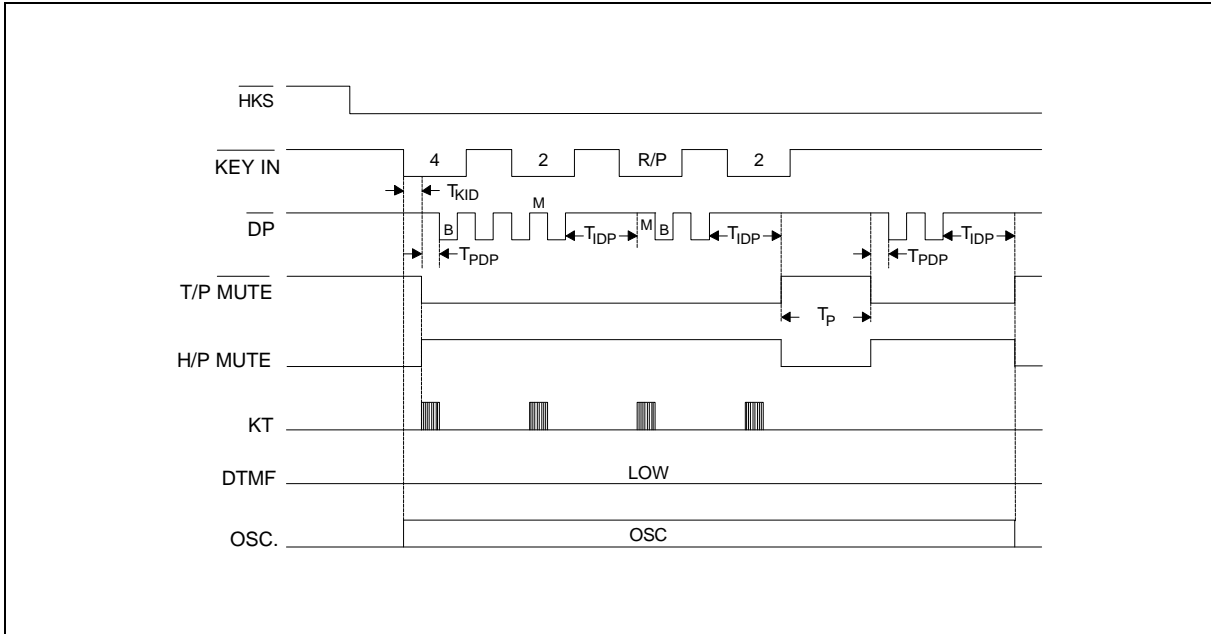 HKS
KEY IN 4 2 R/P 2
TKID
M
DP B TIDP M B TIDP TIDP
TPDP TPDP
T/P MUTE
TP
H/P MUTE
KT
DTMF LOW
OSC. OSC